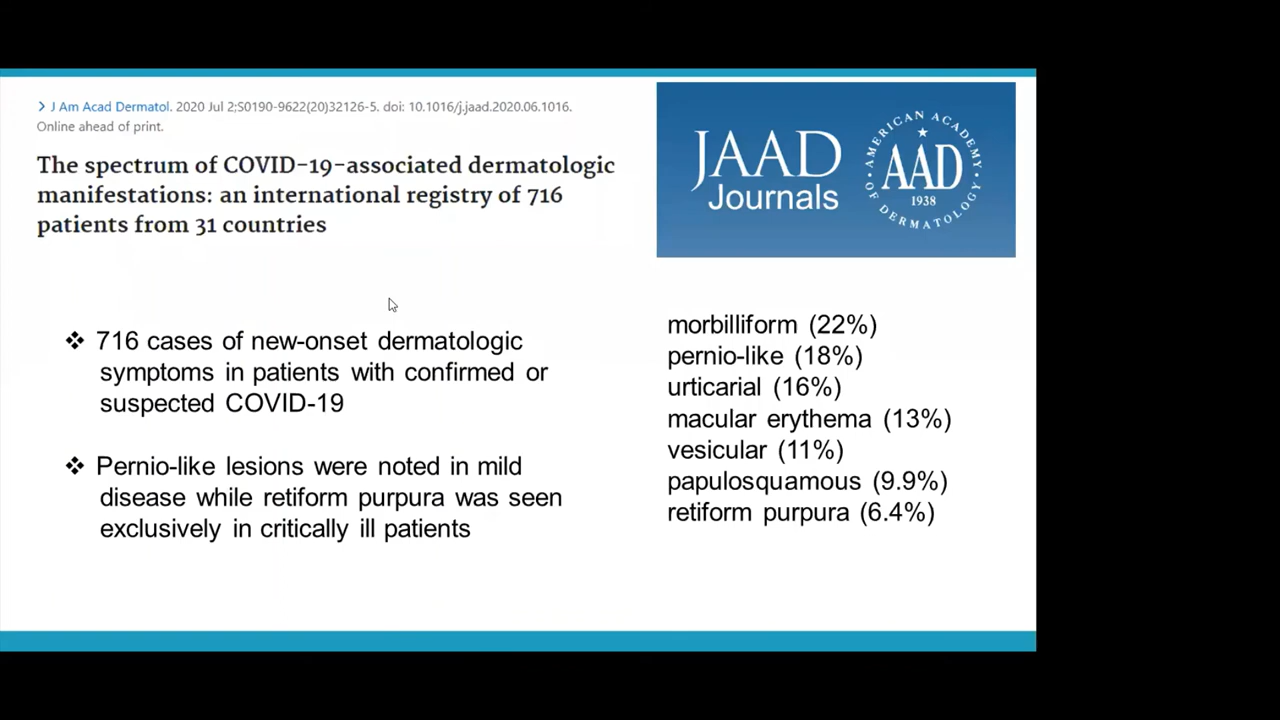 > J Am Acad Dermatol. 2020 Jul 2;S0190-9622(20)32126-5. doi: 10.1016/j.jaad.2020.06.1016.
Online ahead of print.
The spectrum of COVID-19-associated dermatologic
manifestations: an international registry of 716
patients from 31 countries
JAAD
Journals
AMERICAN ACADEMY
AAD
1938
OF DERMATOLOGY
❖ 716 cases of new-onset dermatologic
symptoms in patients with confirmed or
suspected COVID-19
❖ Pernio-like lesions were noted in mild
disease while retiform purpura was seen
exclusively in critically ill patients
morbilliform (22%)
pernio-like (18%)
urticarial (16%)
macular erythema (13%)
vesicular (11%)
papulosquamous (9.9%)
retiform purpura (6.4%)